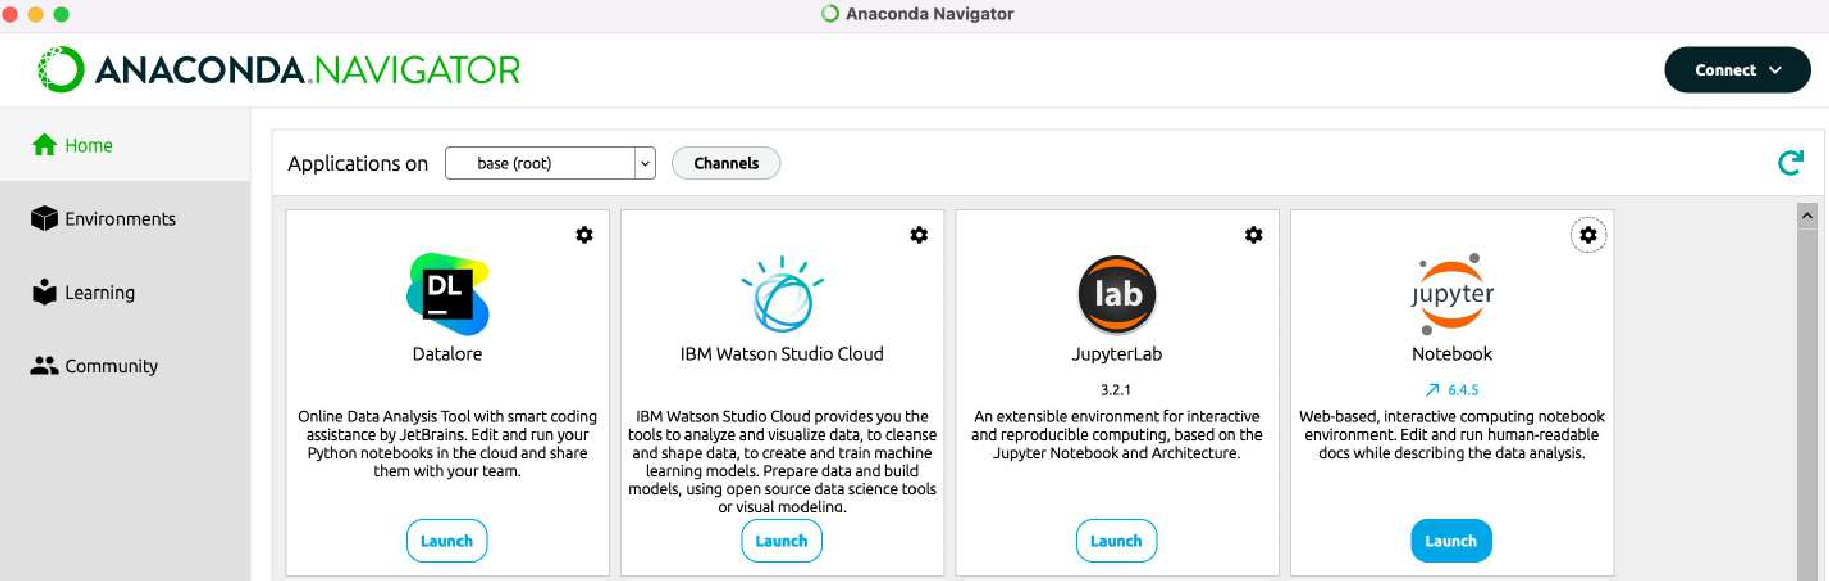 Anaconda Navigator
ANACONDA.NAVIGATOR
Connect
Home
Applications on
base (root)
Channels
Environments
Learning
Community
DL
Datalore
Online Data Analysis Tool with smart coding
assistance by JetBrains. Edit and run your
Python notebooks in the cloud and share
them with your team.
Launch
IBM Watson Studio Cloud
IBM Watson Studio Cloud provides you the
tools to analyze and visualize data, to cleanse
and shape data, to create and train machine
learning models. Prepare data and build
models, using open source data science tools
or visual modeling.
Launch
lab
JupyterLab
3.2.1
An extensible environment for interactive
and reproducible computing, based on the
Jupyter Notebook and Architecture.
Launch
jupyter
Notebook
6.4.5
Web-based, interactive computing notebook
environment. Edit and run human-readable
docs while describing the data analysis.
Launch